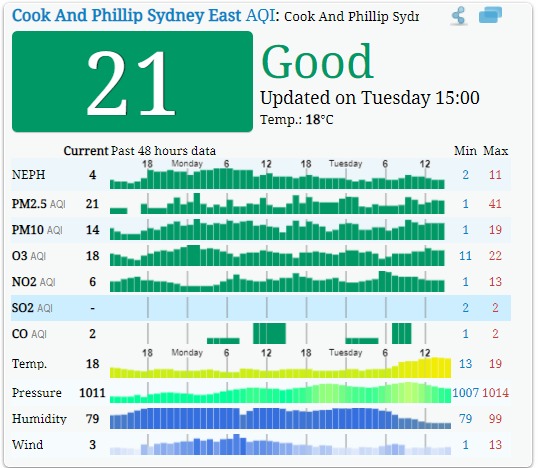 Cook And Phillip Sydney East AQI: Cook And Phillip Sydr
21
Good
Updated on Tuesday 15:00
Temp.: 18°C
Current Past 48 hours data Min Max
18 Monday 6 12 18 Tuesday 6 12
NEPH 4 2 11
PM2.5 AQI 21 1 41
PM10 AQI 14 1 19
O3 AQI 18 11 22
NO2 AQI 6 1 13
SO2 AQI - 2 2
CO AQI 2 1 2
18 Monday 6 12 18 Tuesday 6 12
Temp. 18 13 19
Pressure 1011 1007 1014
Humidity 79 79 99
Wind 3 1 13